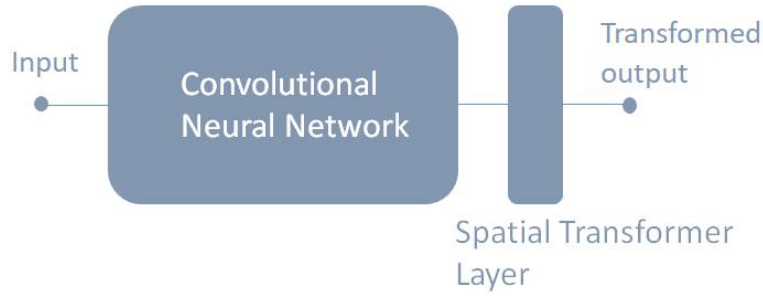 Input
Convolutional
Neural Network
Transformed
output
Spatial Transformer
Layer